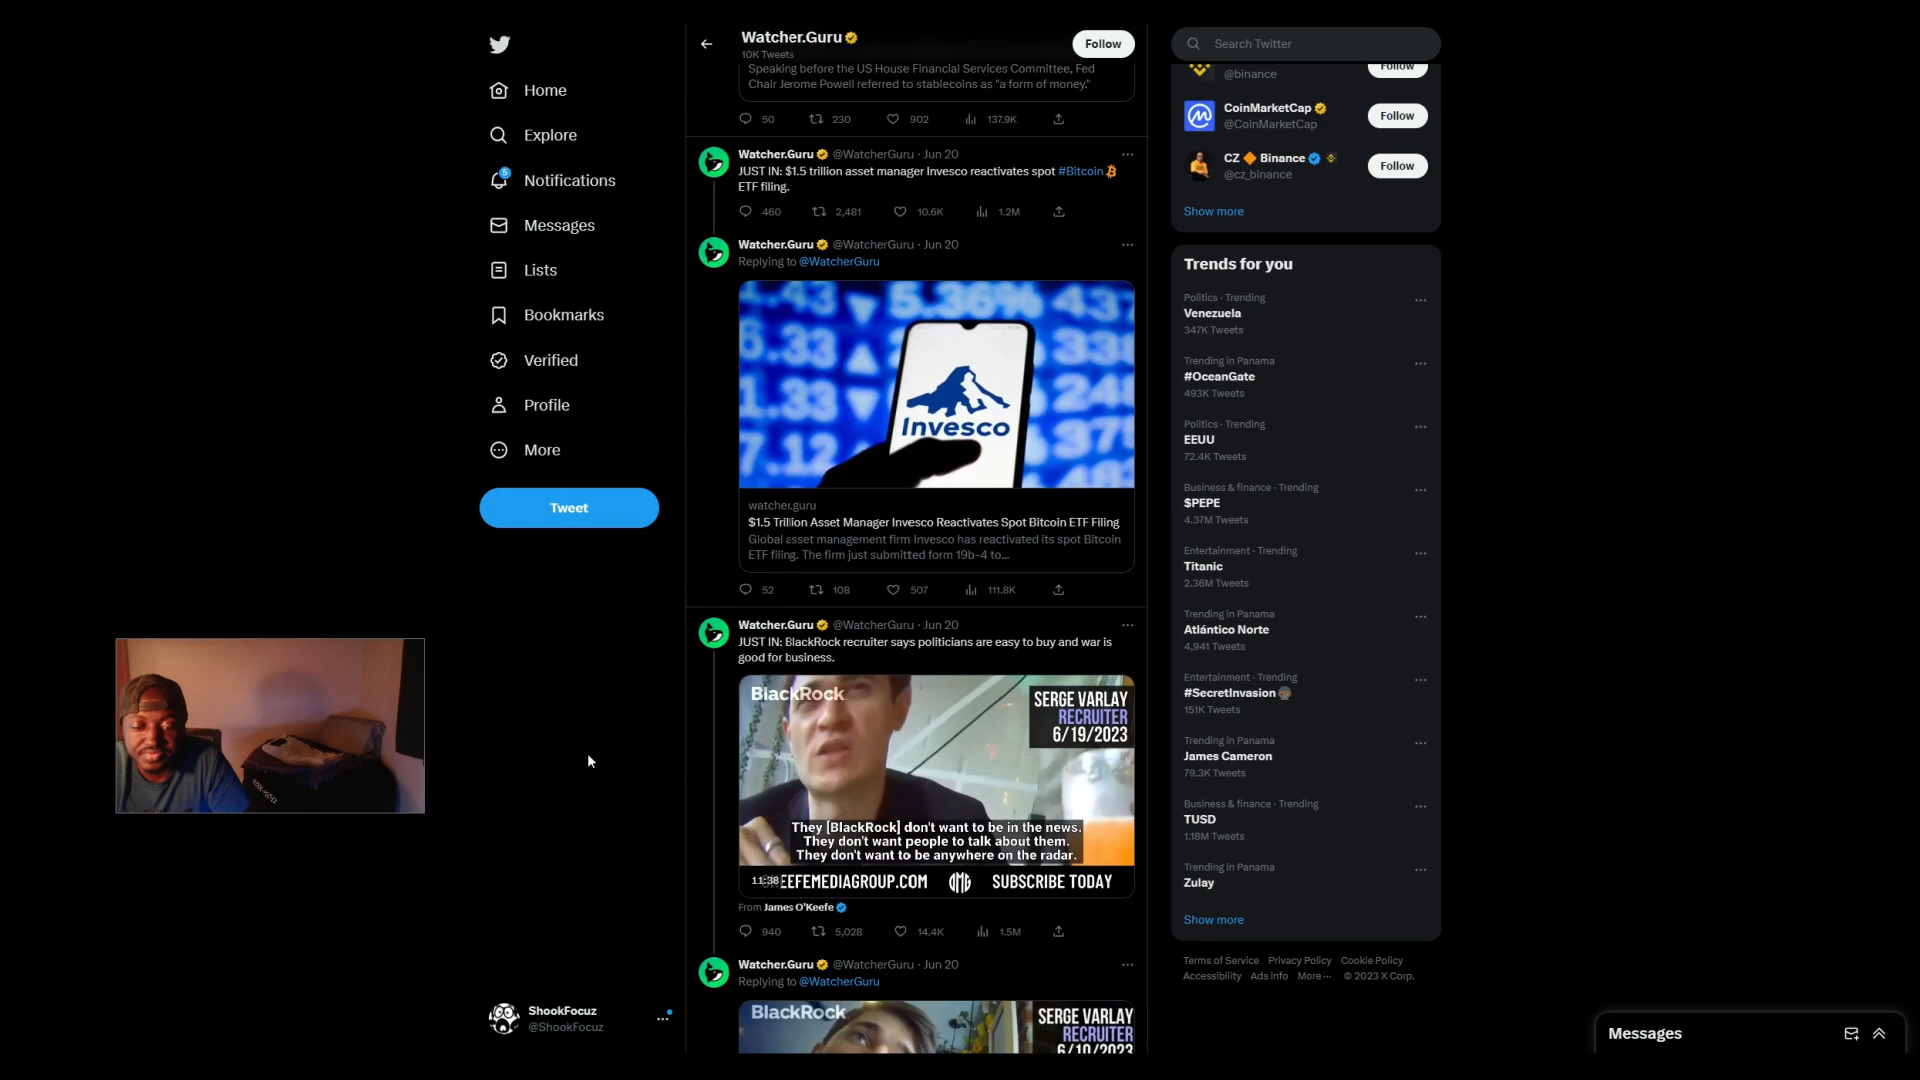 Home
Explore
5
Notifications
Messages
Lists
Bookmarks
Verified
Profile
More
Tweet
ShookFocuz
@ShookFocuz
Watcher.Guru
10K Tweets
Follow
Speaking before the US House Financial Services Committee, Fed
Chair Jerome Powell referred to stablecoins as "a form of money."
50 230 902 137.9K
Watcher.Guru @WatcherGuru · Jun 20
JUST IN: $1.5 trillion asset manager Invesco reactivates spot #Bitcoin
ETF filing.
460 2,481 10.6K 1.2M
Watcher.Guru @WatcherGuru · Jun 20
Replying to @WatcherGuru
1.43 5.36% 437
Invesco
watcher.guru
$1.5 Trillion Asset Manager Invesco Reactivates Spot Bitcoin ETF Filing
Global asset management firm Invesco has reactivated its spot Bitcoin
ETF filing. The firm just submitted form 19b-4 to...
52 108 507 111.8K
Watcher.Guru @WatcherGuru · Jun 20
JUST IN: BlackRock recruiter says politicians are easy to buy and war is
good for business.
BlackRock
SERGE VARLAY
RECRUITER
6/19/2023
They [BlackRock] don't want to be in the news.
They don't want people to talk about them.
They don't want to be anywhere on the radar.
11:38 EEFEMEDIAGROUP.COM OMG SUBSCRIBE TODAY
From James O'Keefe
940 5,028 14.4K 1.5M
Watcher.Guru @WatcherGuru · Jun 20
Replying to @WatcherGuru
BlackRock
SERGE VARLAY
RECRUITER
Search Twitter
@binance
Follow
CoinMarketCap
@CoinMarketCap
Follow
CZ Binance
@cz_binance
Follow
Show more
Trends for you
Politics · Trending
Venezuela
347K Tweets
Trending in Panama
#OceanGate
493K Tweets
Politics · Trending
EEUU
72.4K Tweets
Business & finance · Trending
$PEPE
4.37M Tweets
Entertainment · Trending
Titanic
2.36M Tweets
Trending in Panama
Atlántico Norte
4,941 Tweets
Entertainment · Trending
#SecretInvasion
151K Tweets
Trending in Panama
James Cameron
79.3K Tweets
Business & finance · Trending
TUSD
1.18M Tweets
Trending in Panama
Zulay
Show more
Terms of Service Privacy Policy Cookie Policy
Accessibility Ads info More ··· © 2023 X Corp.
Messages